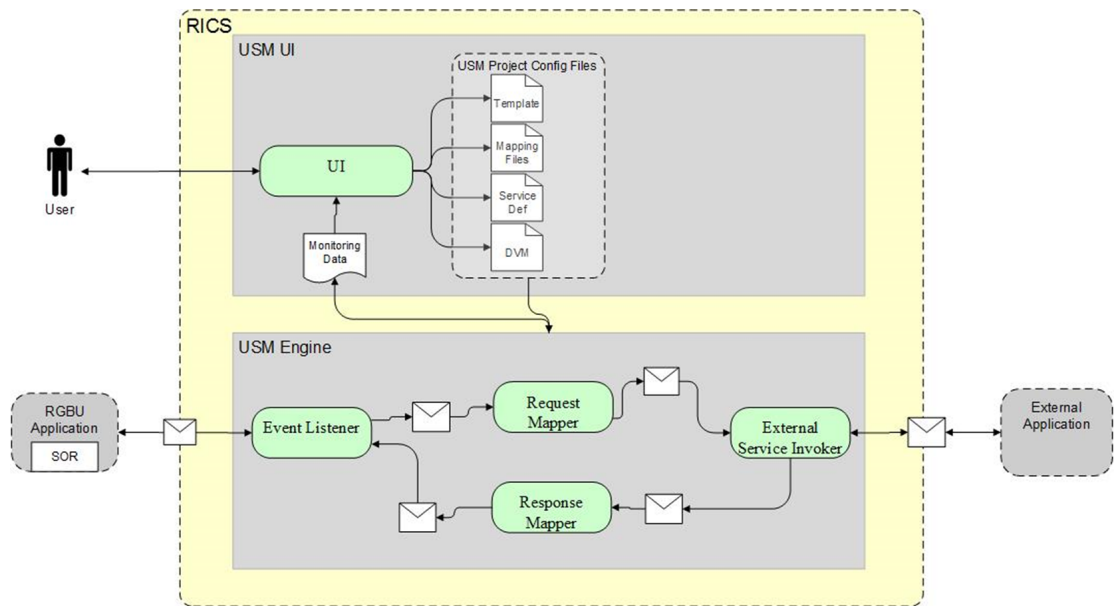 RICS
USM UI
USM Project Config Files
Template
Mapping
Files
Service
Def
DVM
UI
User
Monitoring
Data
USM Engine
RGBU
Application
SOR
Event Listener
Request
Mapper
External
Service Invoker
Response
Mapper
External
Application